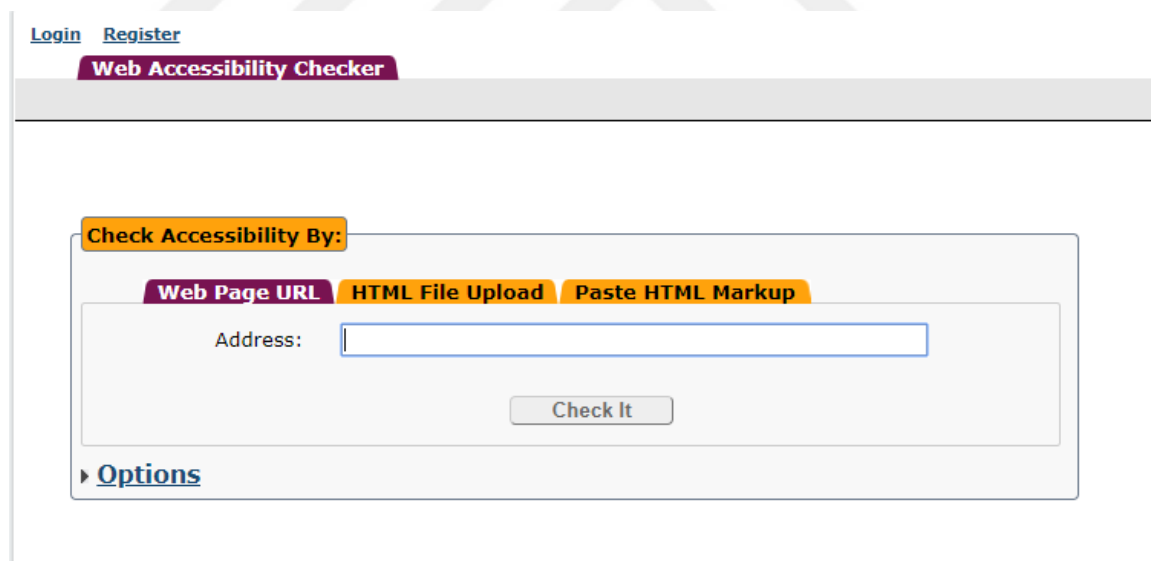 Login Register
Web Accessibility Checker
Check Accessibility By:
Web Page URL HTML File Upload Paste HTML Markup
Address:
Check It
Options